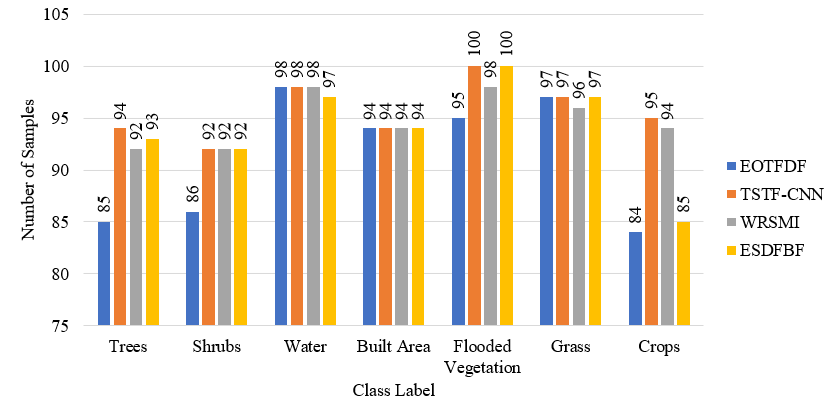 105
100
95
90
85
80
75
Number of Samples
85
94
92
93
86
92
92
92
98
98
98
97
94
94
94
94
95
100
98
100
97
97
96
97
84
95
94
85
Trees
Shrubs
Water
Built Area
Flooded
Vegetation
Grass
Crops
Class Label
EOTFDF
TSTF-CNN
WRSMI
ESDFBF